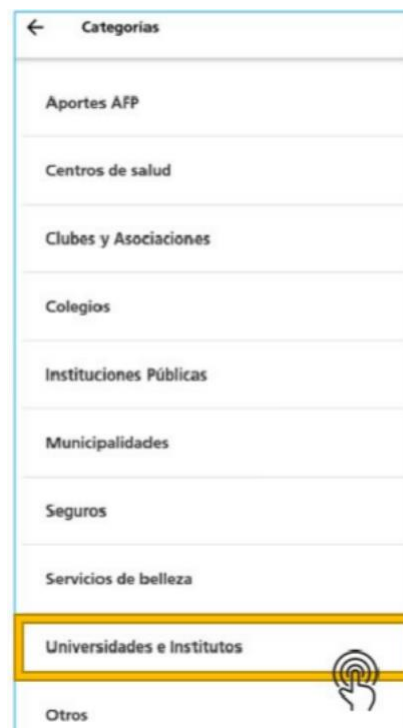 Categorías
Aportes AFP
Centros de salud
Clubes y Asociaciones
Colegios
Instituciones Públicas
Municipalidades
Seguros
Servicios de belleza
Universidades e Institutos
Otros